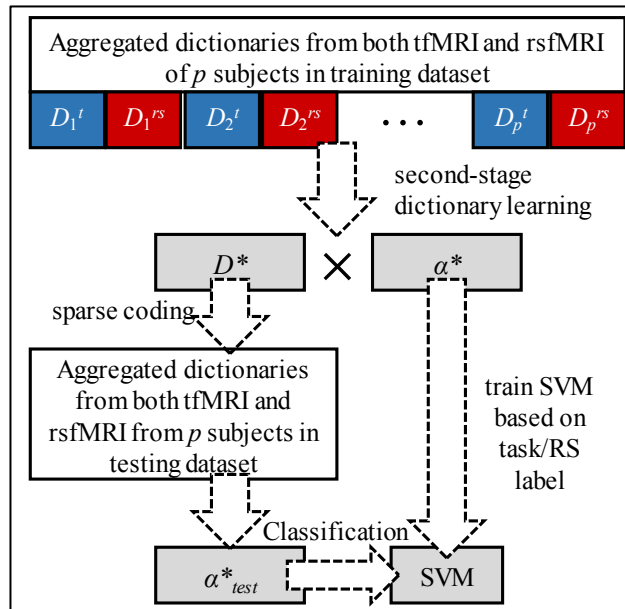 Aggregated dictionaries from both tfMRI and rsfMRI
of p subjects in training dataset
D₁ᵗ D₁ʳˢ D₂ᵗ D₂ʳˢ ... Dₚᵗ Dₚʳˢ
second-stage
dictionary learning
D* × α*
sparse coding
Aggregated dictionaries
from both tfMRI and
rsfMRI from p subjects in
testing dataset
train SVM
based on
task/RS
label
Classification
α*test
SVM